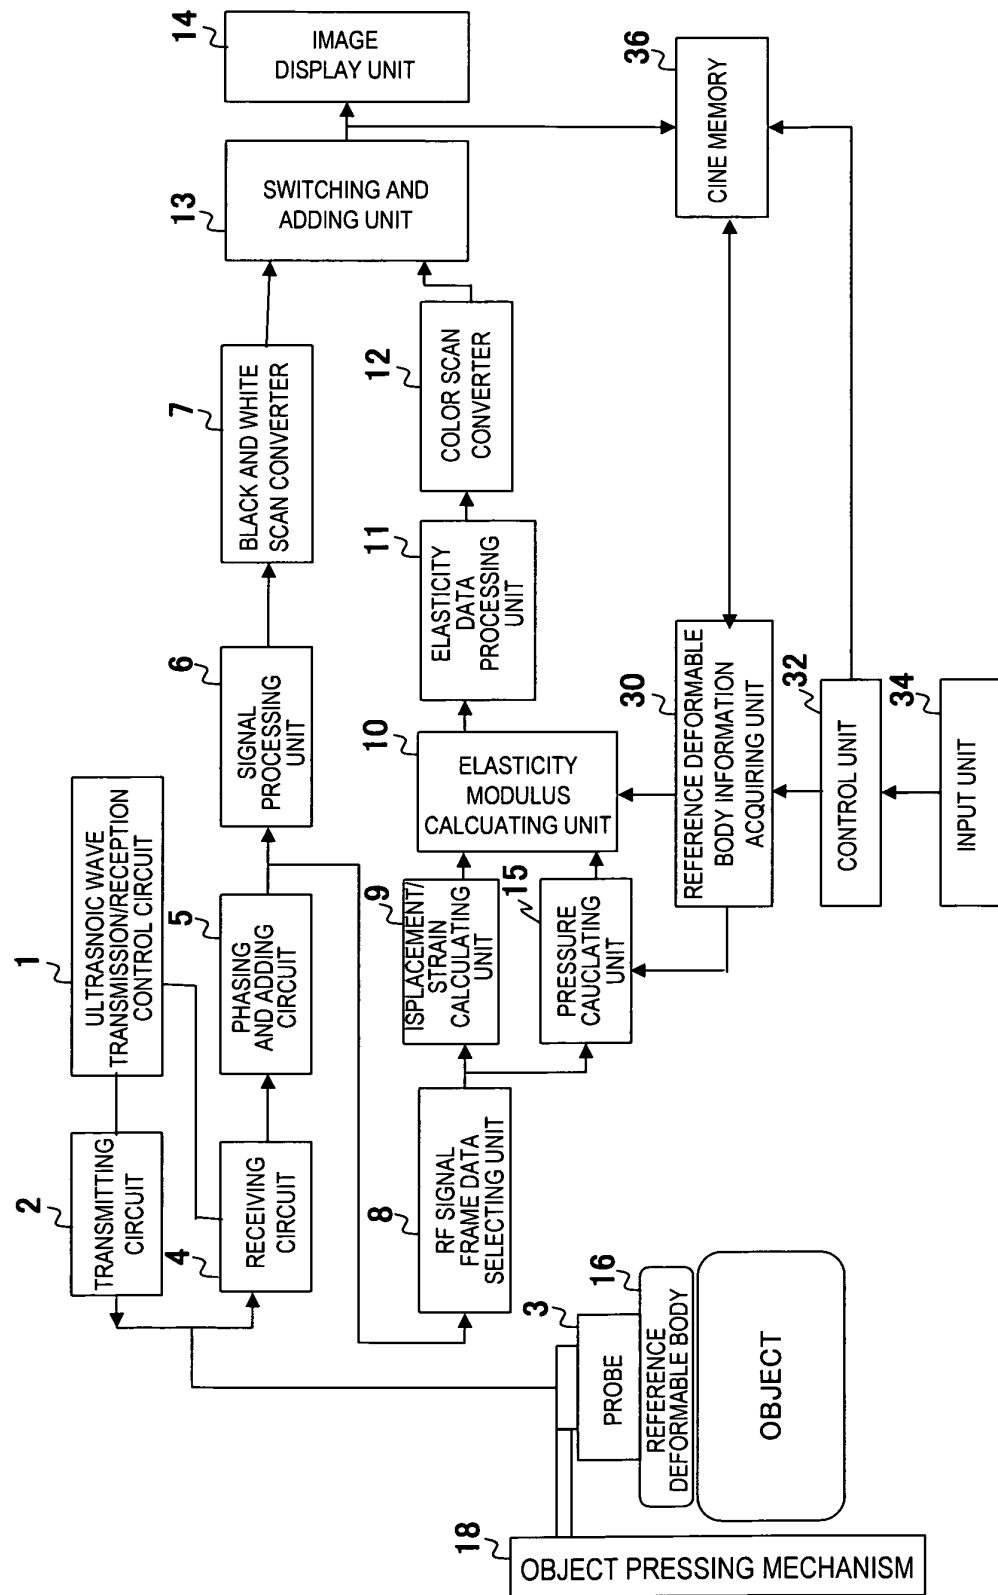 1
ULTRASNOIC WAVE
TRANSMISSION/RECEPTION
CONTROL CIRCUIT
2
TRANSMITTING
CIRCUIT
4
RECEIVING
CIRCUIT
5
PHASING
AND ADDING
CIRCUIT
6
SIGNAL
PROCESSING
UNIT
7
BLACK AND WHITE
SCAN CONVERTER
13
SWITCHING AND
ADDING UNIT
14
IMAGE
DISPLAY UNIT
8
RF SIGNAL
FRAME DATA
SELECTING UNIT
9
ISPLACEMENT/
STRAIN
CALCULATING
UNIT
15
PRESSURE
CAUCLATING
UNIT
10
ELASTICITY
MODULUS
CALCUATING UNIT
11
ELASTICITY
DATA
PROCESSING
UNIT
12
COLOR SCAN
CONVERTER
18
OBJECT PRESSING MECHANISM
3
PROBE
16
REFERENCE
DEFORMABLE BODY
OBJECT
30
REFERENCE DEFORMABLE
BODY INFORMATION
ACQUIRING UNIT
32
CONTROL UNIT
34
INPUT UNIT
36
CINE MEMORY